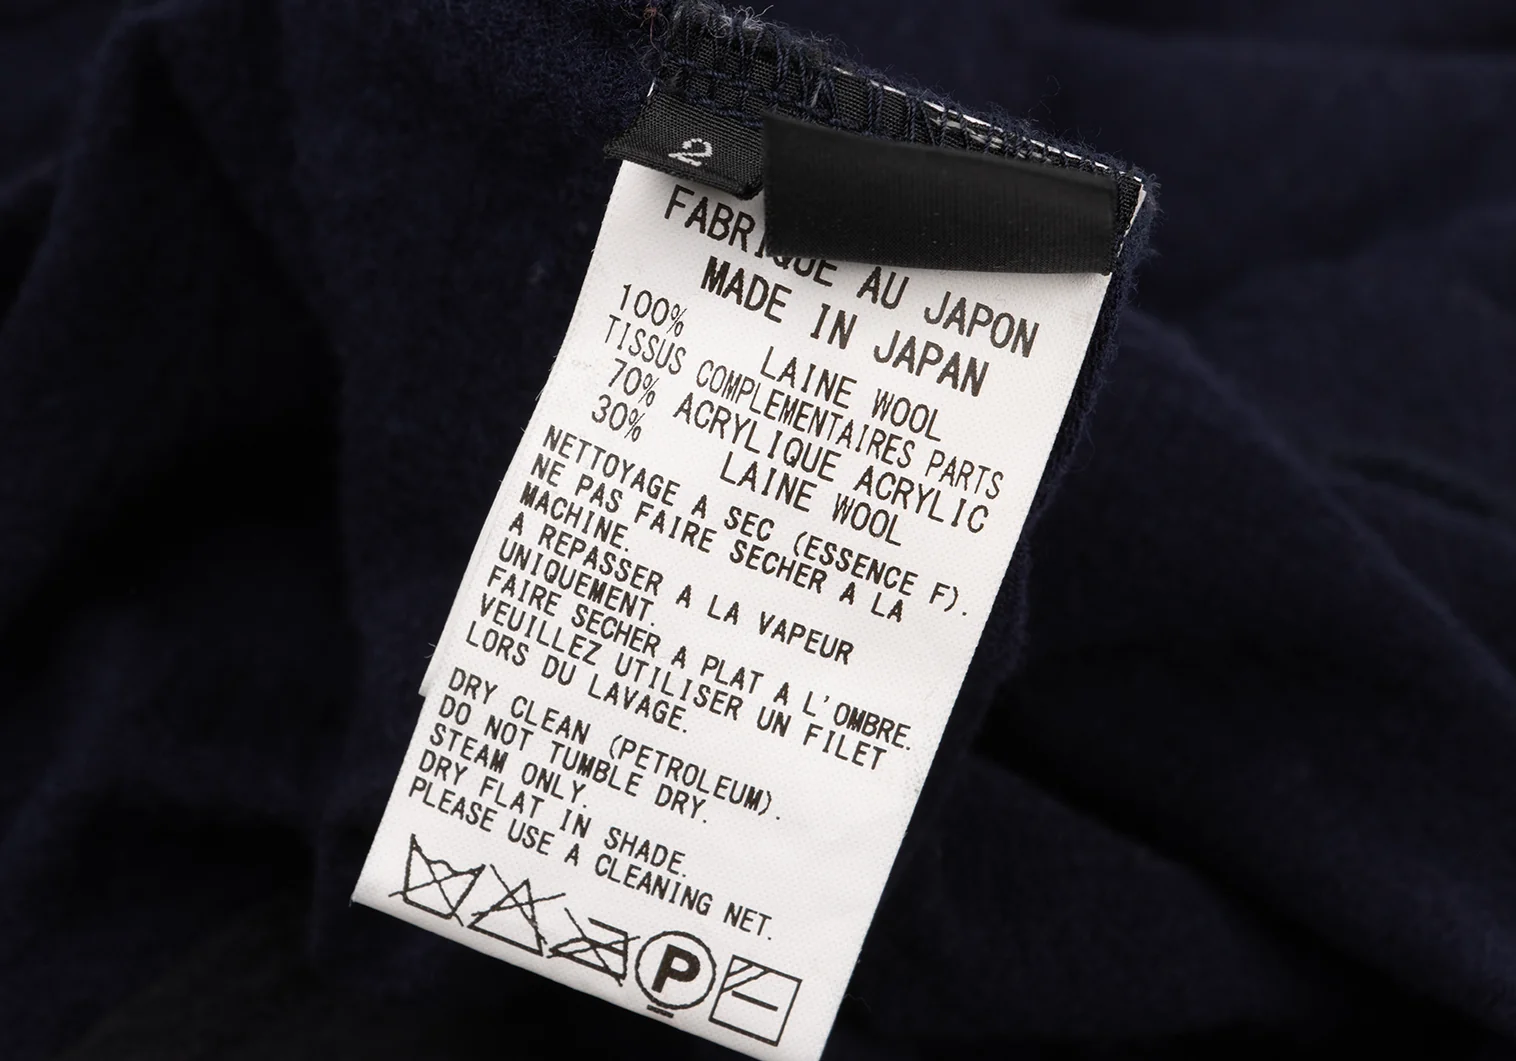 2
FABRIQUE AU JAPON
MADE IN JAPAN
100% LAINE WOOL
TISSUS COMPLEMENTAIRES PARTS
70% ACRYLIQUE ACRYLIC
30% LAINE WOOL
NETTOYAGE A SEC (ESSENCE F).
NE PAS FAIRE SECHER A LA
MACHINE.
A REPASSER A LA VAPEUR
UNIQUEMENT.
FAIRE SECHER A PLAT A L'OMBRE.
VEUILLEZ UTILISER UN FILET
LORS DU LAVAGE.
DRY CLEAN (PETROLEUM).
DO NOT TUMBLE DRY.
STEAM ONLY.
DRY FLAT IN SHADE.
PLEASE USE A CLEANING NET.
P